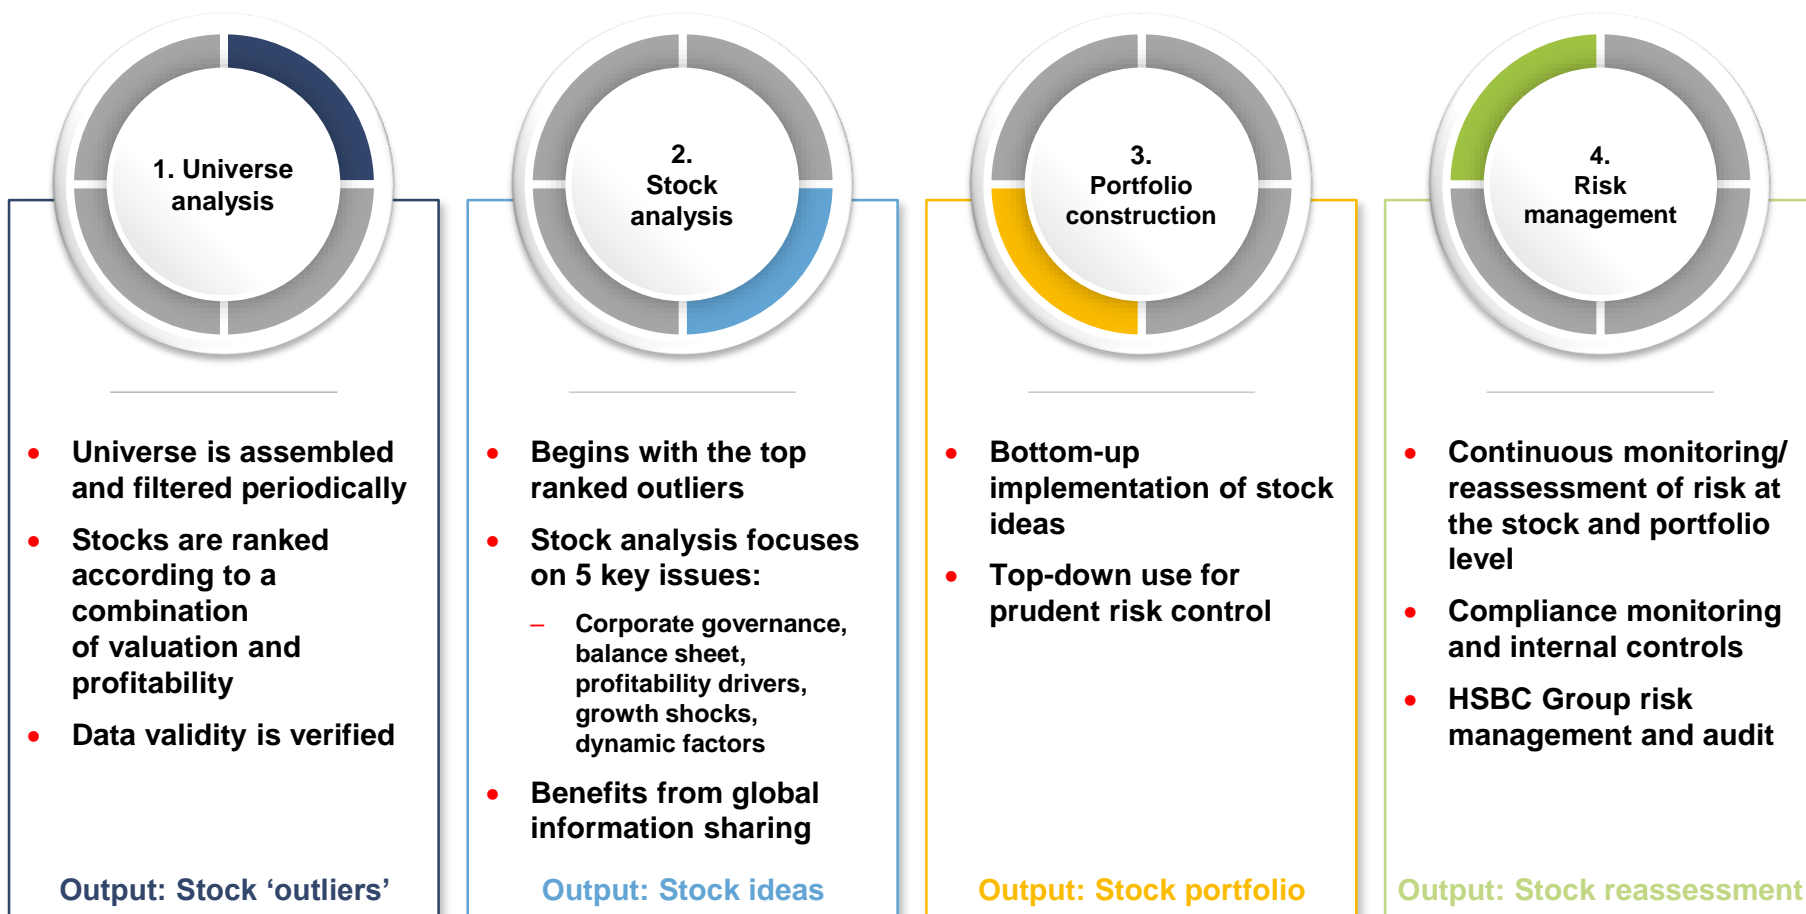 1. Universe
analysis
• Universe is assembled
and filtered periodically
• Stocks are ranked
according to a
combination
of valuation and
profitability
• Data validity is verified
Output: Stock ‘outliers’
2.
Stock
analysis
• Begins with the top
ranked outliers
• Stock analysis focuses
on 5 key issues:
– Corporate governance,
balance sheet,
profitability drivers,
growth shocks,
dynamic factors
• Benefits from global
information sharing
Output: Stock ideas
3.
Portfolio
construction
• Bottom-up
implementation of stock
ideas
• Top-down use for
prudent risk control
Output: Stock portfolio
4.
Risk
management
• Continuous monitoring/
reassessment of risk at
the stock and portfolio
level
• Compliance monitoring
and internal controls
• HSBC Group risk
management and audit
Output: Stock reassessment